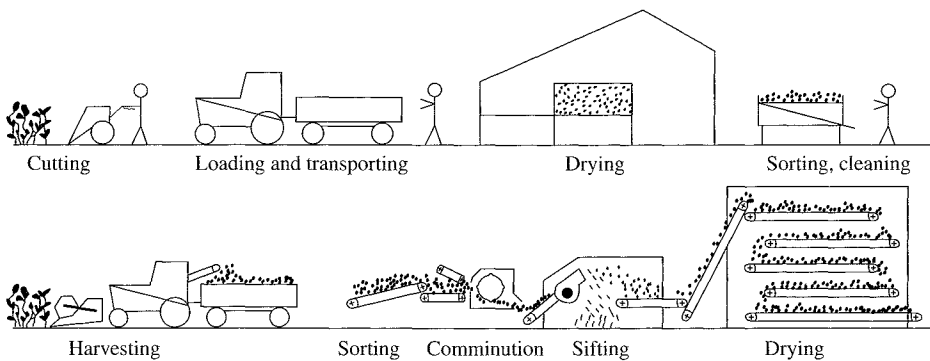 Cutting
Loading and transporting
Drying
Sorting, cleaning
Harvesting
Sorting
Comminution
Sifting
Drying